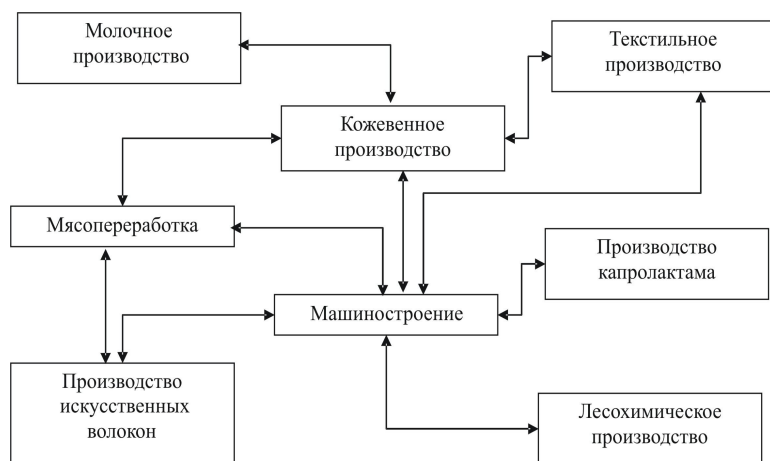 Молочное
производство
Текстильное
производство
Кожевенное
производство
Мясопереработка
Производство
капролактама
Машиностроение
Производство
искусственных
волокон
Лесохимическое
производство